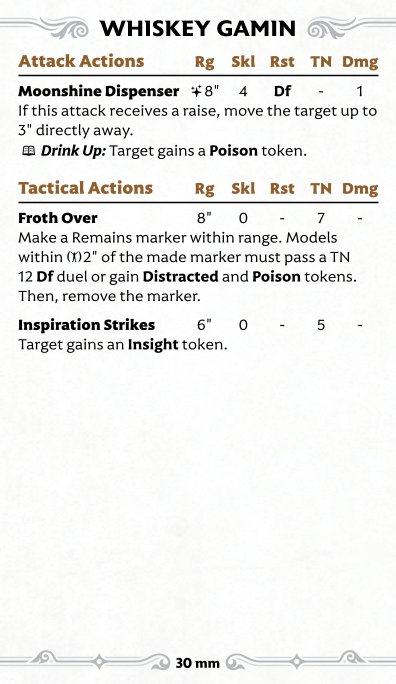 WHISKEY GAMIN
Attack Actions Rg Skl Rst TN Dmg
Moonshine Dispenser 8" 4 Df - 1
If this attack receives a raise, move the target up to
3" directly away.
Drink Up: Target gains a Poison token.
Tactical Actions Rg Skl Rst TN Dmg
Froth Over 8" 0 - 7 -
Make a Remains marker within range. Models
within 2" of the made marker must pass a TN
12 Df duel or gain Distracted and Poison tokens.
Then, remove the marker.
Inspiration Strikes 6" 0 - 5 -
Target gains an Insight token.
30 mm